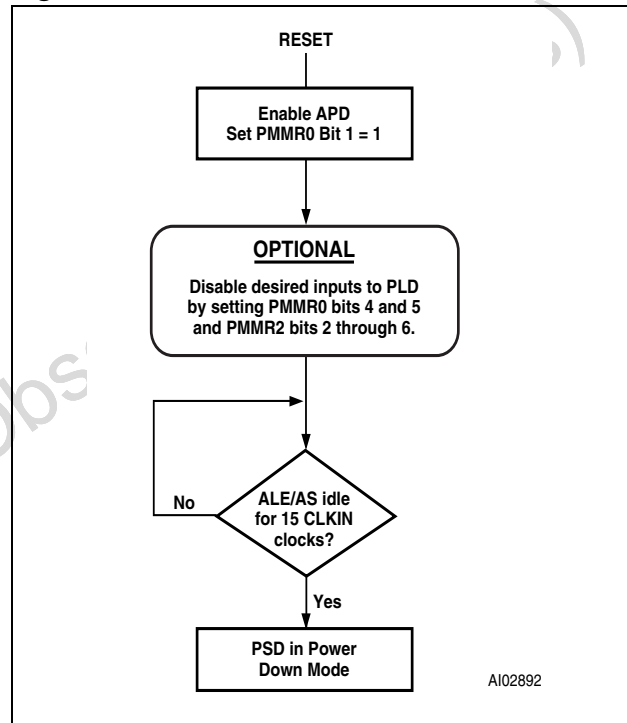 RESET
Enable APD
Set PMMR0 Bit 1 = 1
OPTIONAL
Disable desired inputs to PLD
by setting PMMR0 bits 4 and 5
and PMMR2 bits 2 through 6.
No
ALE/AS idle
for 15 CLKIN
clocks?
Yes
PSD in Power
Down Mode
AI02892